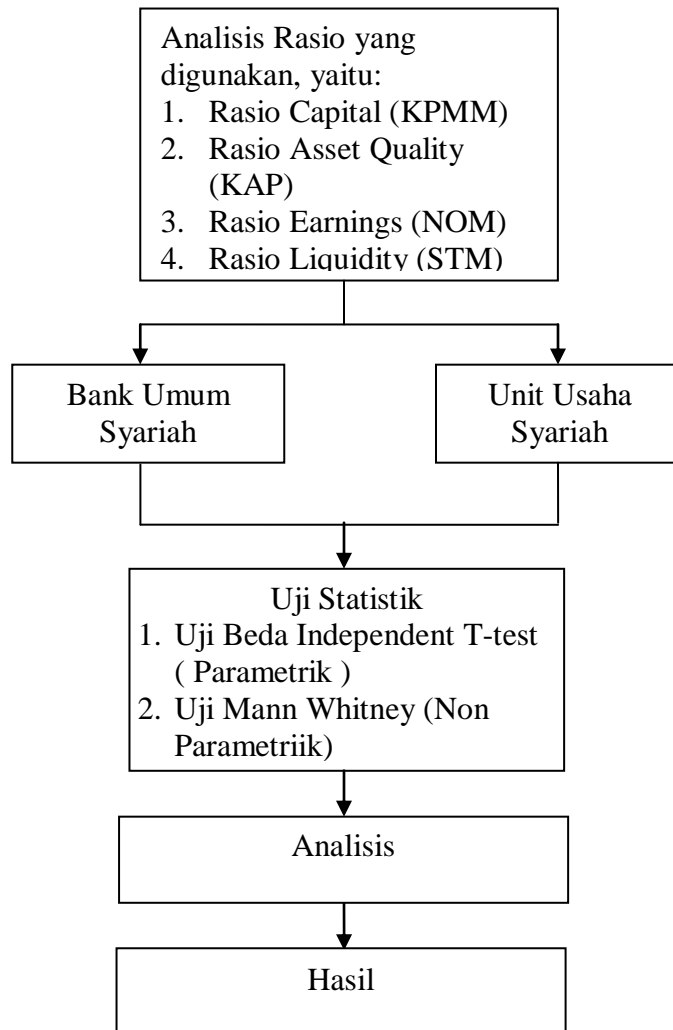 Analisis Rasio yang
digunakan, yaitu:
1. Rasio Capital (KPMM)
2. Rasio Asset Quality
(KAP)
3. Rasio Earnings (NOM)
4. Rasio Liquidity (STM)
Bank Umum
Syariah
Unit Usaha
Syariah
Uji Statistik
1. Uji Beda Independent T-test
( Parametrik )
2. Uji Mann Whitney (Non
Parametriik)
Analisis
Hasil